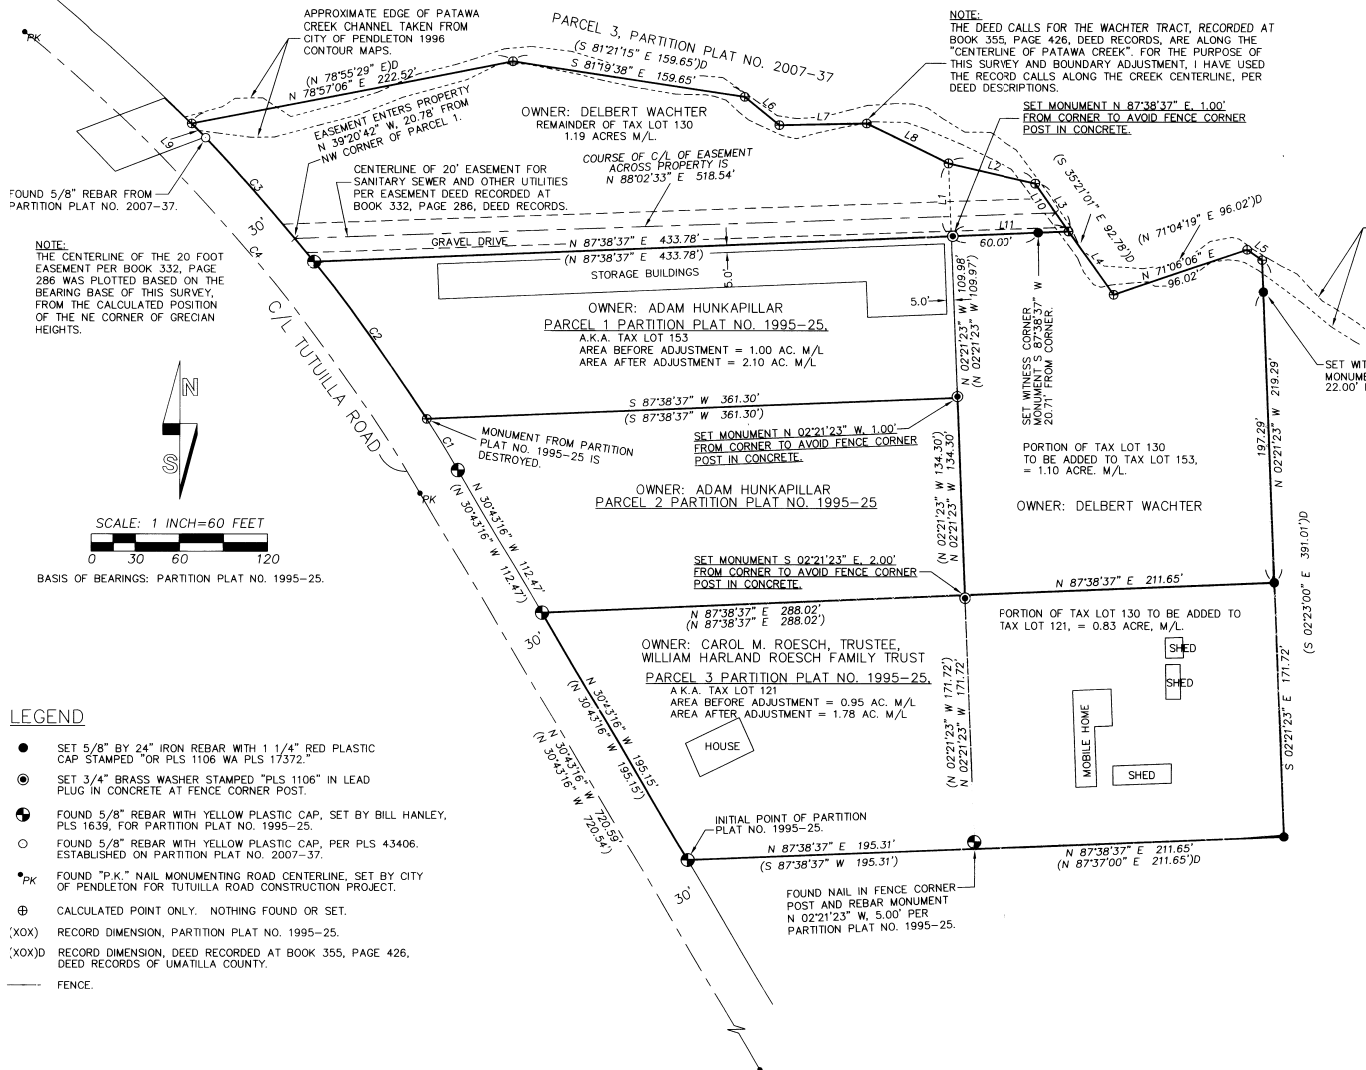 PK
APPROXIMATE EDGE OF PATAWA
CREEK CHANNEL TAKEN FROM
CITY OF PENDLETON 1996
CONTOUR MAPS.
PARCEL 3, PARTITION PLAT NO. 2007-37
(S 81°21'15" E 159.65')D
S 81°19'38" E 159.65'
(N 78°55'29" E)D
N 78°57'06" E 222.52'
NOTE:
THE DEED CALLS FOR THE WACHTER TRACT, RECORDED AT
BOOK 355, PAGE 426, DEED RECORDS, ARE ALONG THE
"CENTERLINE OF PATAWA CREEK". FOR THE PURPOSE OF
THIS SURVEY AND BOUNDARY ADJUSTMENT, I HAVE USED
THE RECORD CALLS ALONG THE CREEK CENTERLINE, PER
DEED DESCRIPTIONS.
SET MONUMENT N 87°38'37" E, 1.00'
FROM CORNER TO AVOID FENCE CORNER
POST IN CONCRETE.
EASEMENT ENTERS PROPERTY
N 39°20'42" W, 20.78' FROM
NW CORNER OF PARCEL 1.
OWNER: DELBERT WACHTER
REMAINDER OF TAX LOT 130
1.19 ACRES M/L.
L6
L7
L8
L2
L9
L1
L10
L3
L11
L4
L5
CENTERLINE OF 20' EASEMENT FOR
SANITARY SEWER AND OTHER UTILITIES
PER EASEMENT DEED RECORDED AT
BOOK 332, PAGE 286, DEED RECORDS.
COURSE OF C/L OF EASEMENT
ACROSS PROPERTY IS
N 88°02'33" E 518.54'
(S 35°21'01" E 92.78')D
(N 71°04'19" E 96.02')D
N 71°06'06" E
96.02'
FOUND 5/8" REBAR FROM
PARTITION PLAT NO. 2007-37.
C3
30'
C4
GRAVEL DRIVE
N 87°38'37" E 433.78'
(N 87°38'37" E 433.78')
60.00'
STORAGE BUILDINGS
5.0'
5.0'
NOTE:
THE CENTERLINE OF THE 20 FOOT
EASEMENT PER BOOK 332, PAGE
286 WAS PLOTTED BASED ON THE
BEARING BASE OF THIS SURVEY,
FROM THE CALCULATED POSITION
OF THE NE CORNER OF GRECIAN
HEIGHTS.
C/L TUTUILLA ROAD
C2
OWNER: ADAM HUNKAPILLAR
PARCEL 1 PARTITION PLAT NO. 1995-25,
A.K.A. TAX LOT 153
AREA BEFORE ADJUSTMENT = 1.00 AC. M/L
AREA AFTER ADJUSTMENT = 2.10 AC. M/L
N 02°21'23" W 109.98'
(N 02°21'23" W 109.97')
SET WITNESS CORNER
MONUMENT S 87°38'37" W
20.71' FROM CORNER.
SET WIT
MONUME
22.00'
N
S
S 87°38'37" W 361.30'
(S 87°38'37" W 361.30')
C1
MONUMENT FROM PARTITION
PLAT NO. 1995-25 IS
DESTROYED.
SET MONUMENT N 02°21'23" W, 1.00'
FROM CORNER TO AVOID FENCE CORNER
POST IN CONCRETE.
197.29'
N 02°21'23" W 219.29'
PORTION OF TAX LOT 130
TO BE ADDED TO TAX LOT 153,
= 1.10 ACRE. M/L.
PK
OWNER: ADAM HUNKAPILLAR
PARCEL 2 PARTITION PLAT NO. 1995-25
(N 02°21'23" W 134.30')
N 02°21'23" W 134.30'
OWNER: DELBERT WACHTER
SCALE: 1 INCH=60 FEET
0 30 60 120
BASIS OF BEARINGS: PARTITION PLAT NO. 1995-25.
N 30°43'16" W 112.47'
(N 30°43'16" W 112.47')
SET MONUMENT S 02°21'23" E, 2.00'
FROM CORNER TO AVOID FENCE CORNER
POST IN CONCRETE.
N 87°38'37" E 288.02'
(N 87°38'37" E 288.02')
N 87°38'37" E 211.65'
(S 02°23'00" E 391.01')D
30'
PORTION OF TAX LOT 130 TO BE ADDED TO
TAX LOT 121, = 0.83 ACRE, M/L.
OWNER: CAROL M. ROESCH, TRUSTEE,
WILLIAM HARLAND ROESCH FAMILY TRUST
PARCEL 3 PARTITION PLAT NO. 1995-25,
A K.A. TAX LOT 121
AREA BEFORE ADJUSTMENT = 0.95 AC. M/L
AREA AFTER ADJUSTMENT = 1.78 AC. M/L
SHED
SHED
MOBILE HOME
SHED
HOUSE
(N 02°21'23" W 171.72')
N 02°21'23" W 171.72'
S 02°21'23" E 171.72'
N 30°43'16" W 195.15'
(N 30°43'16" W 195.15')
N 30°43'16" W 720.59'
(N 30°43'16" W 720.54')
INITIAL POINT OF PARTITION
PLAT NO. 1995-25.
N 87°38'37" E 195.31'
(S 87°38'37" W 195.31')
N 87°38'37" E 211.65'
(N 87°37'00" E 211.65')D
30'
FOUND NAIL IN FENCE CORNER
POST AND REBAR MONUMENT
N 02°21'23" W, 5.00' PER
PARTITION PLAT NO. 1995-25.
LEGEND
SET 5/8" BY 24" IRON REBAR WITH 1 1/4" RED PLASTIC
CAP STAMPED "OR PLS 1106 WA PLS 17372."
SET 3/4" BRASS WASHER STAMPED "PLS 1106" IN LEAD
PLUG IN CONCRETE AT FENCE CORNER POST.
FOUND 5/8" REBAR WITH YELLOW PLASTIC CAP, SET BY BILL HANLEY,
PLS 1639, FOR PARTITION PLAT NO. 1995-25.
FOUND 5/8" REBAR WITH YELLOW PLASTIC CAP, PER PLS 43406.
ESTABLISHED ON PARTITION PLAT NO. 2007-37.
PK FOUND "P.K." NAIL MONUMENTING ROAD CENTERLINE, SET BY CITY
OF PENDLETON FOR TUTUILLA ROAD CONSTRUCTION PROJECT.
CALCULATED POINT ONLY. NOTHING FOUND OR SET.
(XOX) RECORD DIMENSION, PARTITION PLAT NO. 1995-25.
(XOX)D RECORD DIMENSION, DEED RECORDED AT BOOK 355, PAGE 426,
DEED RECORDS OF UMATILLA COUNTY.
FENCE.